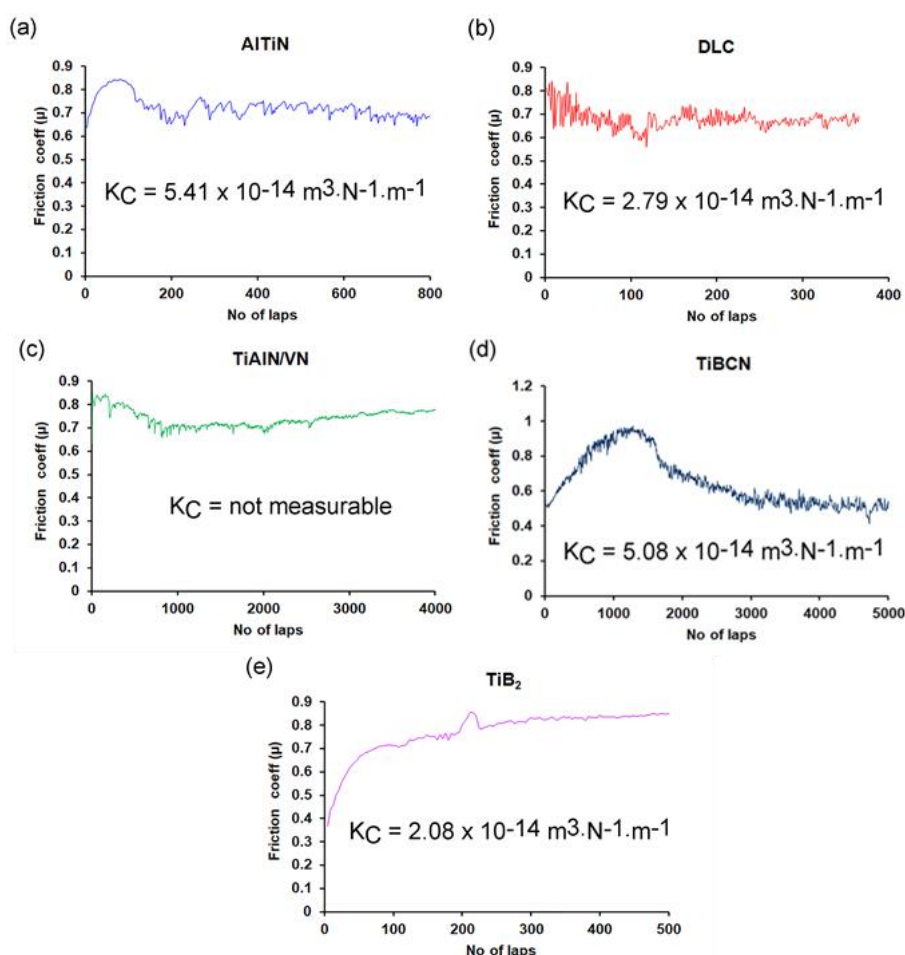 (a)
AlTiN
Friction coeff (μ)
0.9
0.8
0.7
0.6
0.5
0.4
0.3
0.2
0.1
0
KC = 5.41 x 10-14 m3.N-1.m-1
0 200 400 600 800
No of laps
(b)
DLC
Friction coeff (μ)
0.9
0.8
0.7
0.6
0.5
0.4
0.3
0.2
0.1
0
KC = 2.79 x 10-14 m3.N-1.m-1
0 100 200 300 400
No of laps
(c)
TiAlN/VN
Friction coeff (μ)
0.9
0.8
0.7
0.6
0.5
0.4
0.3
0.2
0.1
0
KC = not measurable
0 1000 2000 3000 4000
No of laps
(d)
TiBCN
Friction coeff (μ)
1.2
1
0.8
0.6
0.4
0.2
0
KC = 5.08 x 10-14 m3.N-1.m-1
0 1000 2000 3000 4000 5000
No of laps
(e)
TiB₂
Friction coeff (μ)
0.9
0.8
0.7
0.6
0.5
0.4
0.3
0.2
0.1
0
KC = 2.08 x 10-14 m3.N-1.m-1
0 100 200 300 400 500
No of laps